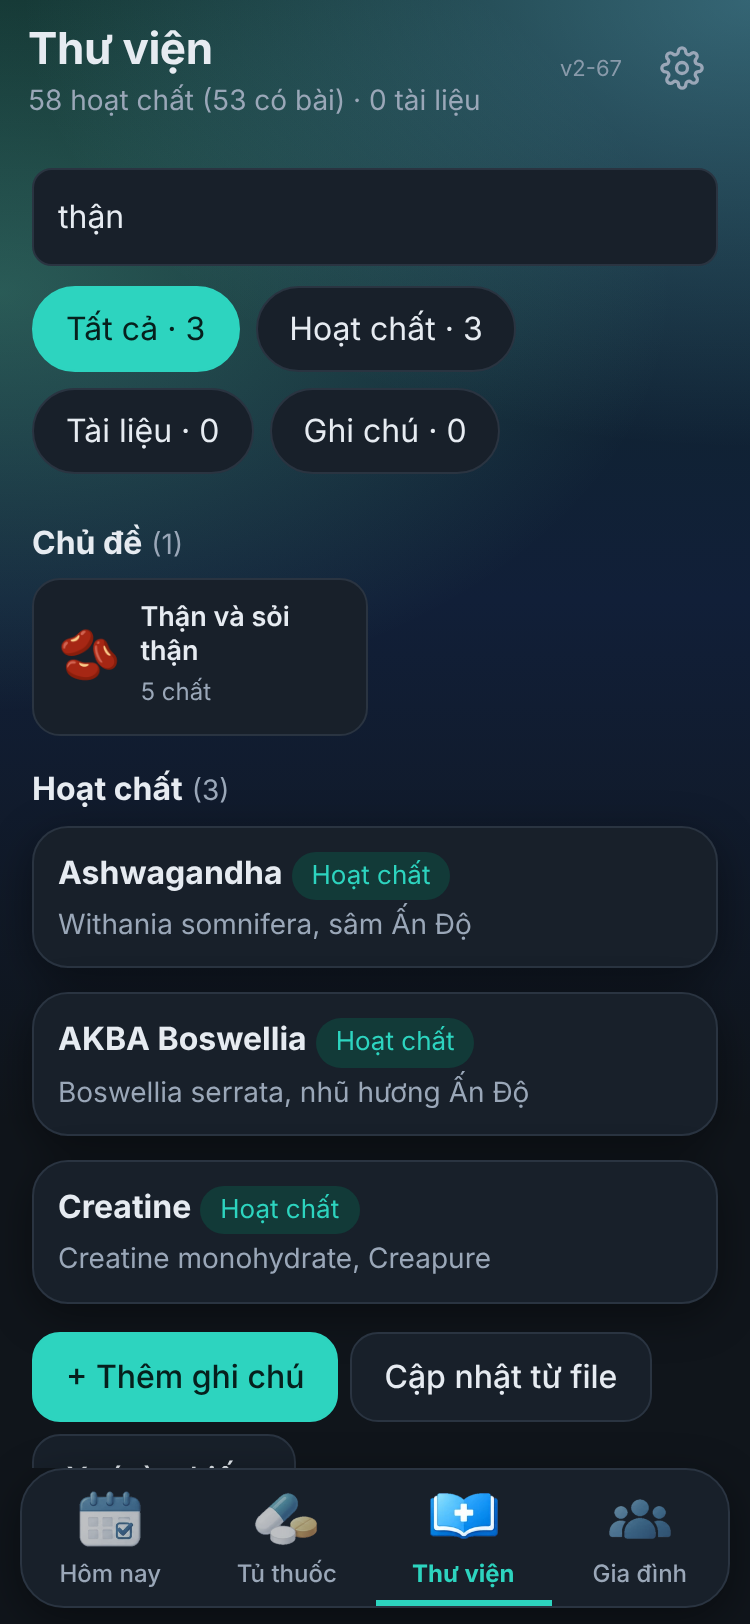 Thư viện
58 hoạt chất (53 có bài) · 0 tài liệu
v2-67
thận
Tất cả · 3
Hoạt chất · 3
Tài liệu · 0
Ghi chú · 0
Chủ đề (1)
Thận và sỏi
thận
5 chất
Hoạt chất (3)
Ashwagandha Hoạt chất
Withania somnifera, sâm Ấn Độ
AKBA Boswellia Hoạt chất
Boswellia serrata, nhũ hương Ấn Độ
Creatine Hoạt chất
Creatine monohydrate, Creapure
+ Thêm ghi chú
Cập nhật từ file
Hôm nay
Tủ thuốc
Thư viện
Gia đình